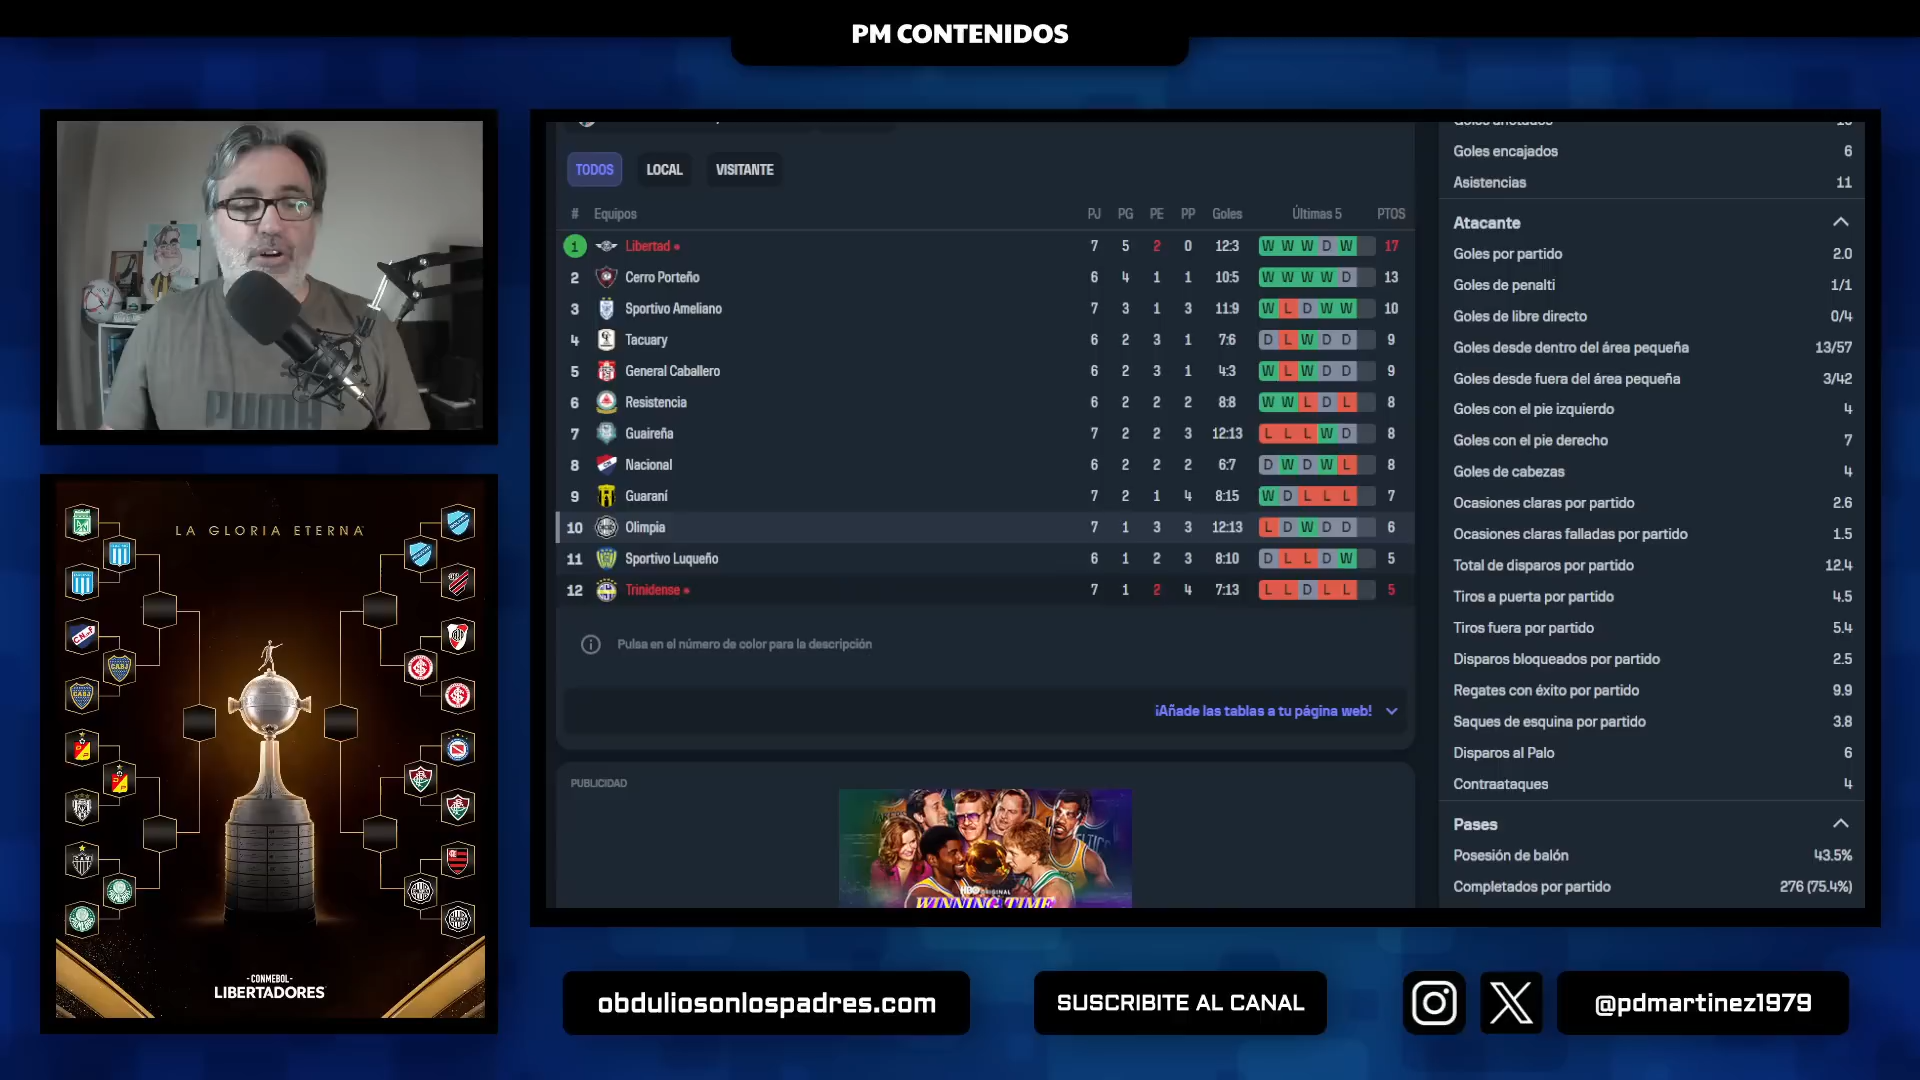 PM CONTENIDOS
LA GLORIA ETERNA
- CONMEBOL -
LIBERTADORES
TODOS LOCAL VISITANTE
# Equipos PJ PG PE PP Goles Últimas 5 PTOS
1 Libertad 7 5 2 0 12:3 W W W D W 17
2 Cerro Porteño 6 4 1 1 10:5 W W W W D 13
3 Sportivo Ameliano 7 3 1 3 11:9 W L D W W 10
4 Tacuary 6 2 3 1 7:6 D L W D D 9
5 General Caballero 6 2 3 1 4:3 W L W D D 9
6 Resistencia 6 2 2 2 8:8 W W L D L 8
7 Guaireña 7 2 2 3 12:13 L L L W D 8
8 Nacional 6 2 2 2 6:7 D W D W L 8
9 Guaraní 7 2 1 4 8:15 W D L L L 7
10 Olimpia 7 1 3 3 12:13 L D W D D 6
11 Sportivo Luqueño 6 1 2 3 8:10 D L L D W 5
12 Trinidense 7 1 2 4 7:13 L L D L L 5
Pulsa en el número de color para la descripción
¡Añade las tablas a tu página web!
PUBLICIDAD
HBO ORIGINAL
WINNING TIME
Goles encajados 6
Asistencias 11
Atacante
Goles por partido 2.0
Goles de penalti 1/1
Goles de libre directo 0/4
Goles desde dentro del área pequeña 13/57
Goles desde fuera del área pequeña 3/42
Goles con el pie izquierdo 4
Goles con el pie derecho 7
Goles de cabezas 4
Ocasiones claras por partido 2.6
Ocasiones claras falladas por partido 1.5
Total de disparos por partido 12.4
Tiros a puerta por partido 4.5
Tiros fuera por partido 5.4
Disparos bloqueados por partido 2.5
Regates con éxito por partido 9.9
Saques de esquina por partido 3.8
Disparos al Palo 6
Contraataques 4
Pases
Posesión de balón 43.5%
Completados por partido 276 (75.4%)
obduliosonlospadres.com
SUSCRIBITE AL CANAL
@pdmartinez1979